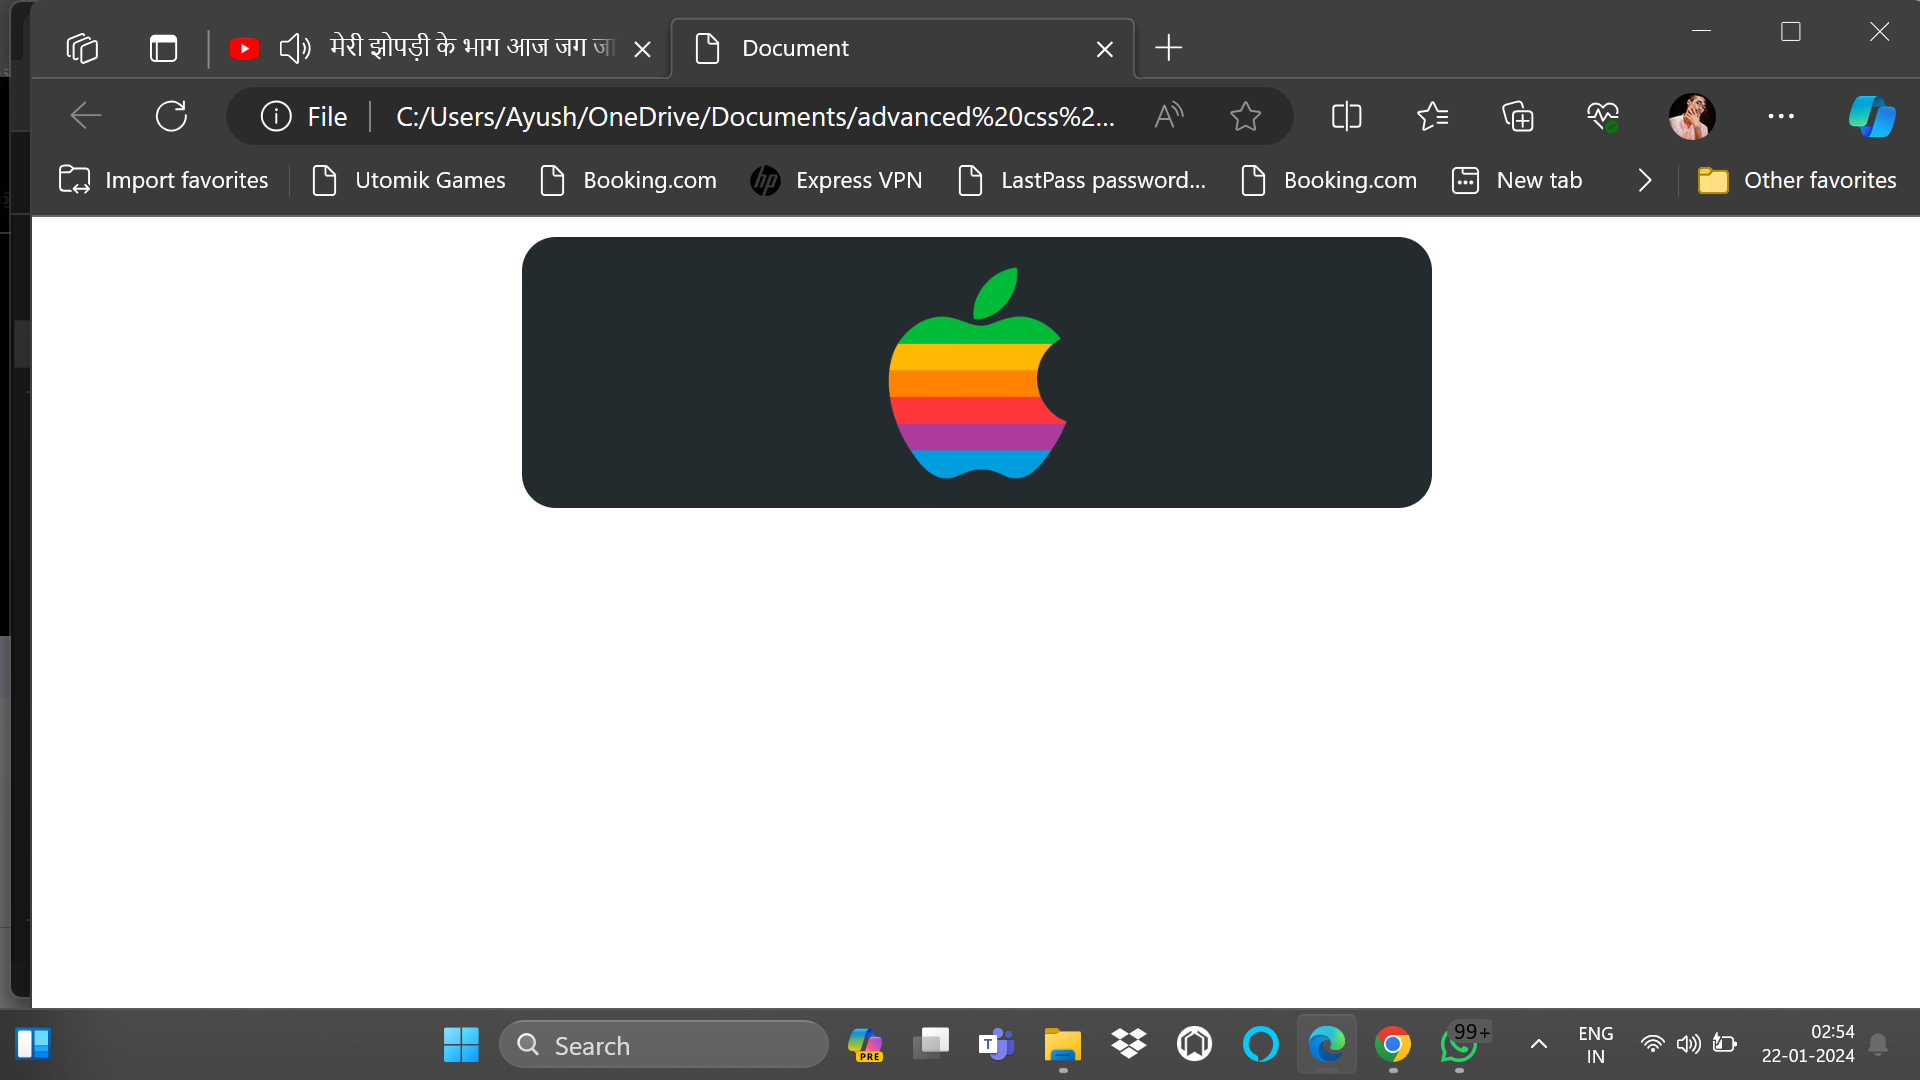 मेरी झोपड़ी के भाग आज जग जा
Document
File
C:/Users/Ayush/OneDrive/Documents/advanced%20css%2...
Import favorites
Utomik Games
Booking.com
Express VPN
LastPass password...
Booking.com
New tab
Other favorites
Search
PRE
T
99+
ENG
IN
02:54
22-01-2024